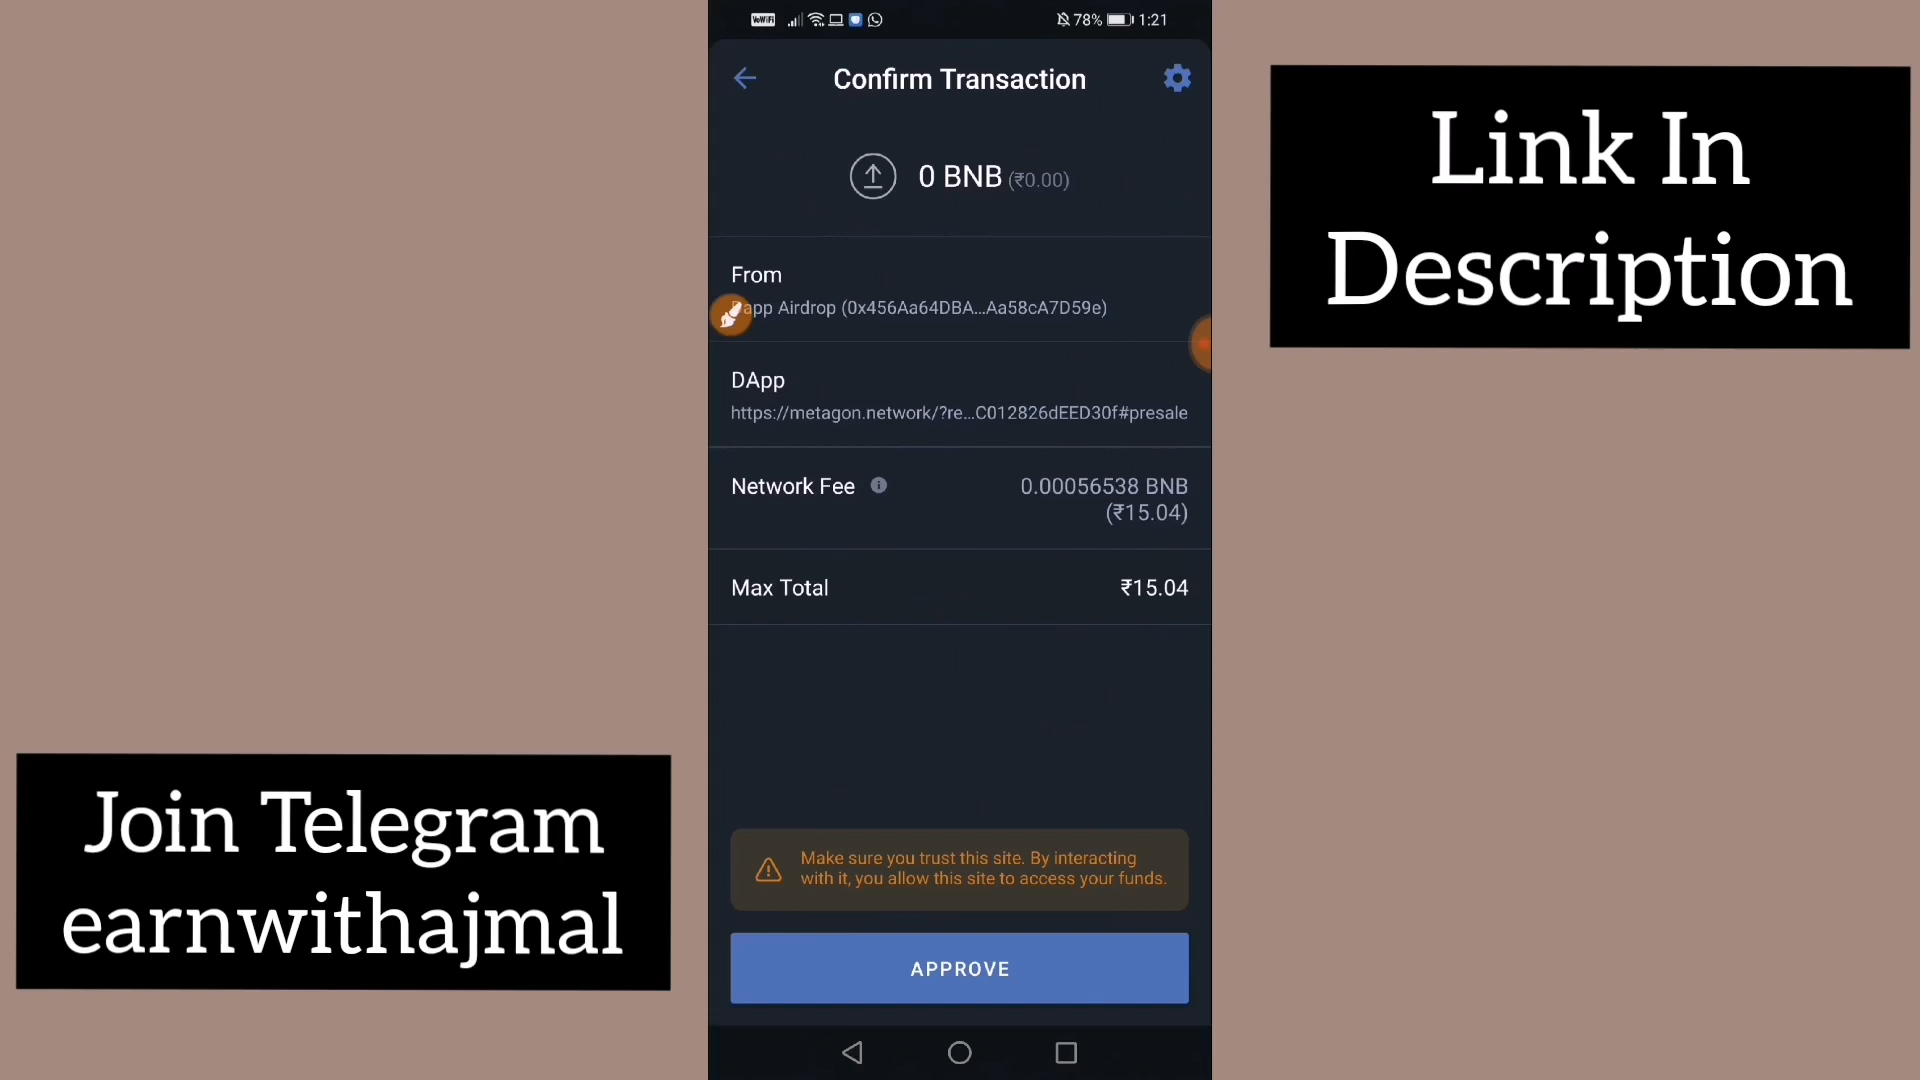 VoWiFi
78%
1:21
Confirm Transaction
0 BNB (₹0.00)
From
app Airdrop (0x456Aa64DBA...Aa58cA7D59e)
DApp
https://metagon.network/?re...C012826dEED30f#presale
Network Fee
0.00056538 BNB
(₹15.04)
Max Total
₹15.04
Make sure you trust this site. By interacting
with it, you allow this site to access your funds.
APPROVE
Link In
Description
Join Telegram
earnwithajmal